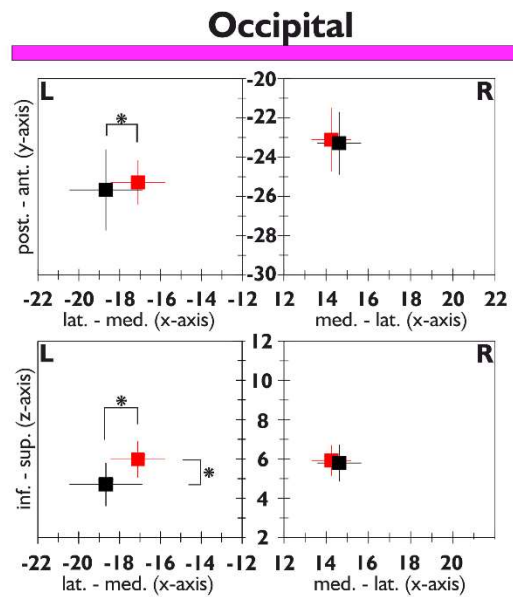 Occipital
L R
post. - ant. (y-axis)
-20
-22
-24
-26
-28
-30
*
-22 -20 -18 -16 -14 -12 12 14 16 18 20 22
lat. - med. (x-axis) med. - lat. (x-axis)
L R
inf. - sup. (z-axis)
12
10
8
6
4
2
*
*
-22 -20 -18 -16 -14 -12 12 14 16 18 20
lat. - med. (x-axis) med. - lat. (x-axis)